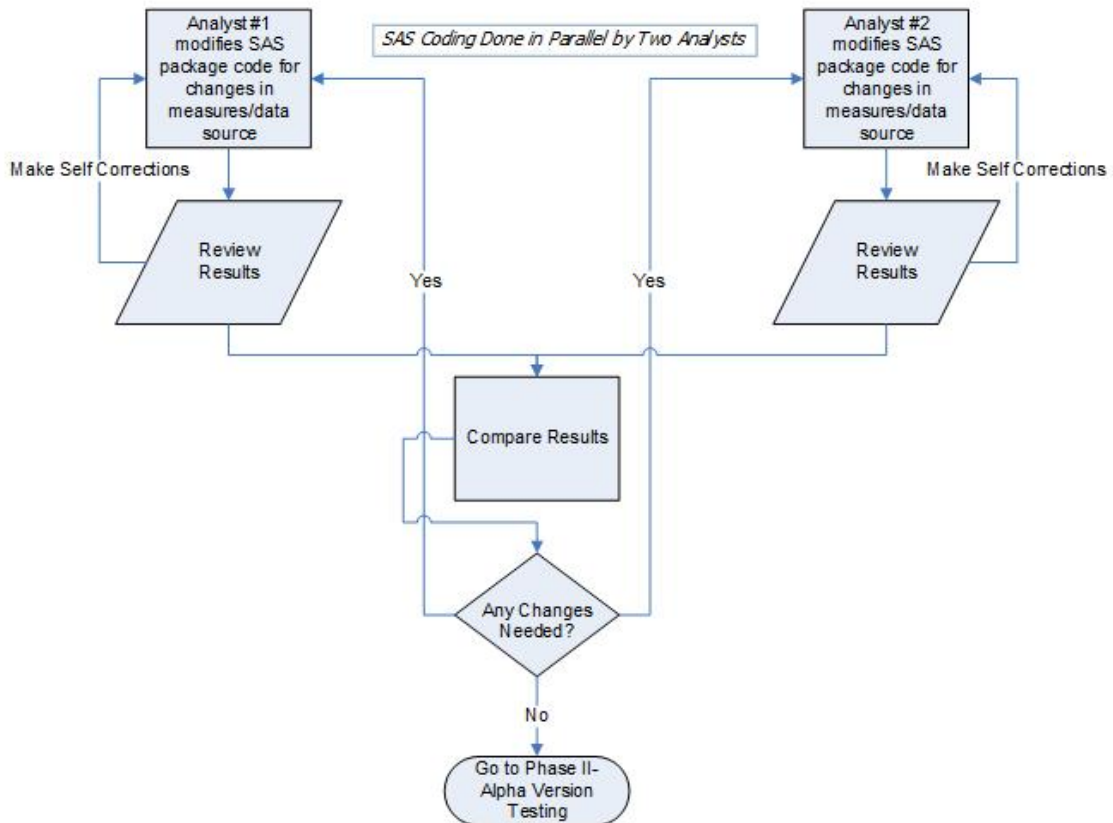 Analyst #1
modifies SAS
package code for
changes in
measures/data
source
SAS Coding Done in Parallel by Two Analysts
Analyst #2
modifies SAS
package code for
changes in
measures/data
source
Make Self Corrections
Make Self Corrections
Review
Results
Review
Results
Yes
Yes
Compare Results
Any Changes
Needed?
No
Go to Phase II-
Alpha Version
Testing